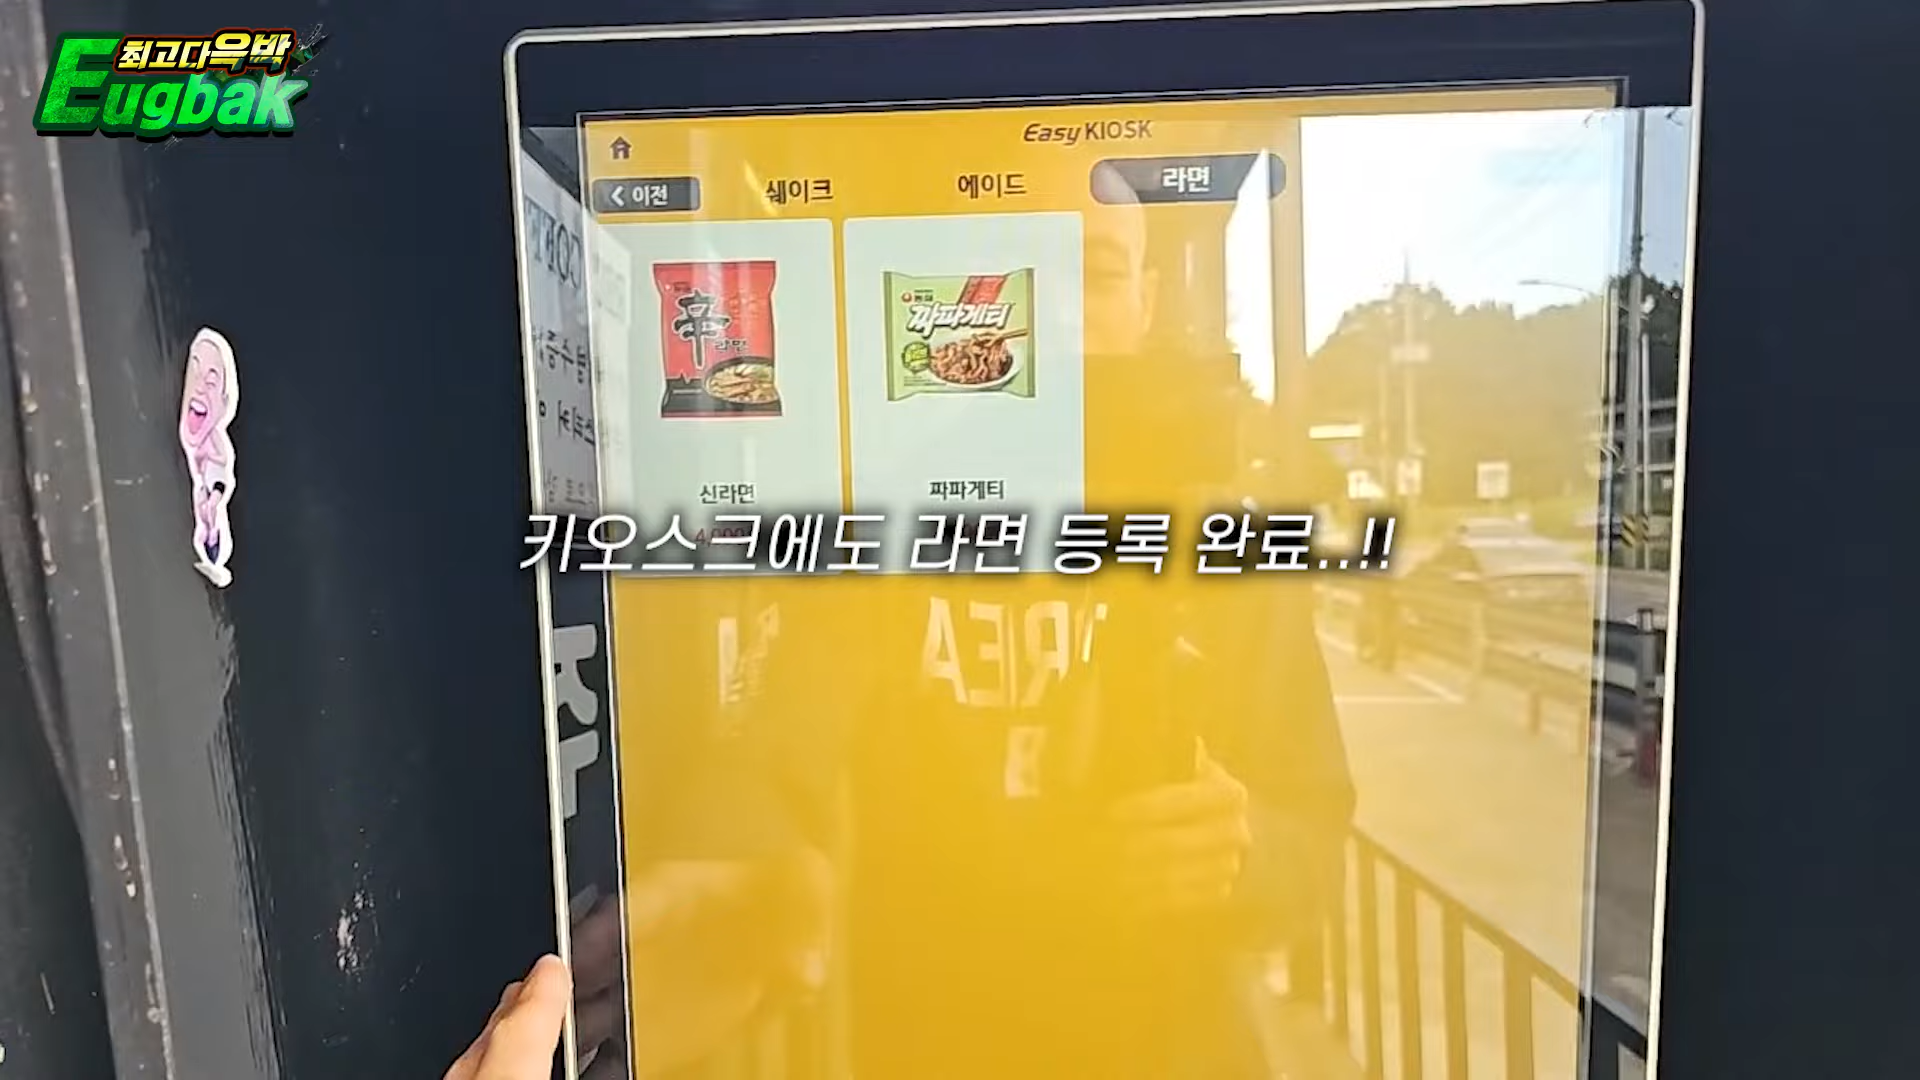 최고다윽박
Eugbak
Easy KIOSK
이전
쉐이크
에이드
라면
辛
라면
농심
짜파게티
신라면
짜파게티
키오스크에도 라면 등록 완료..!!